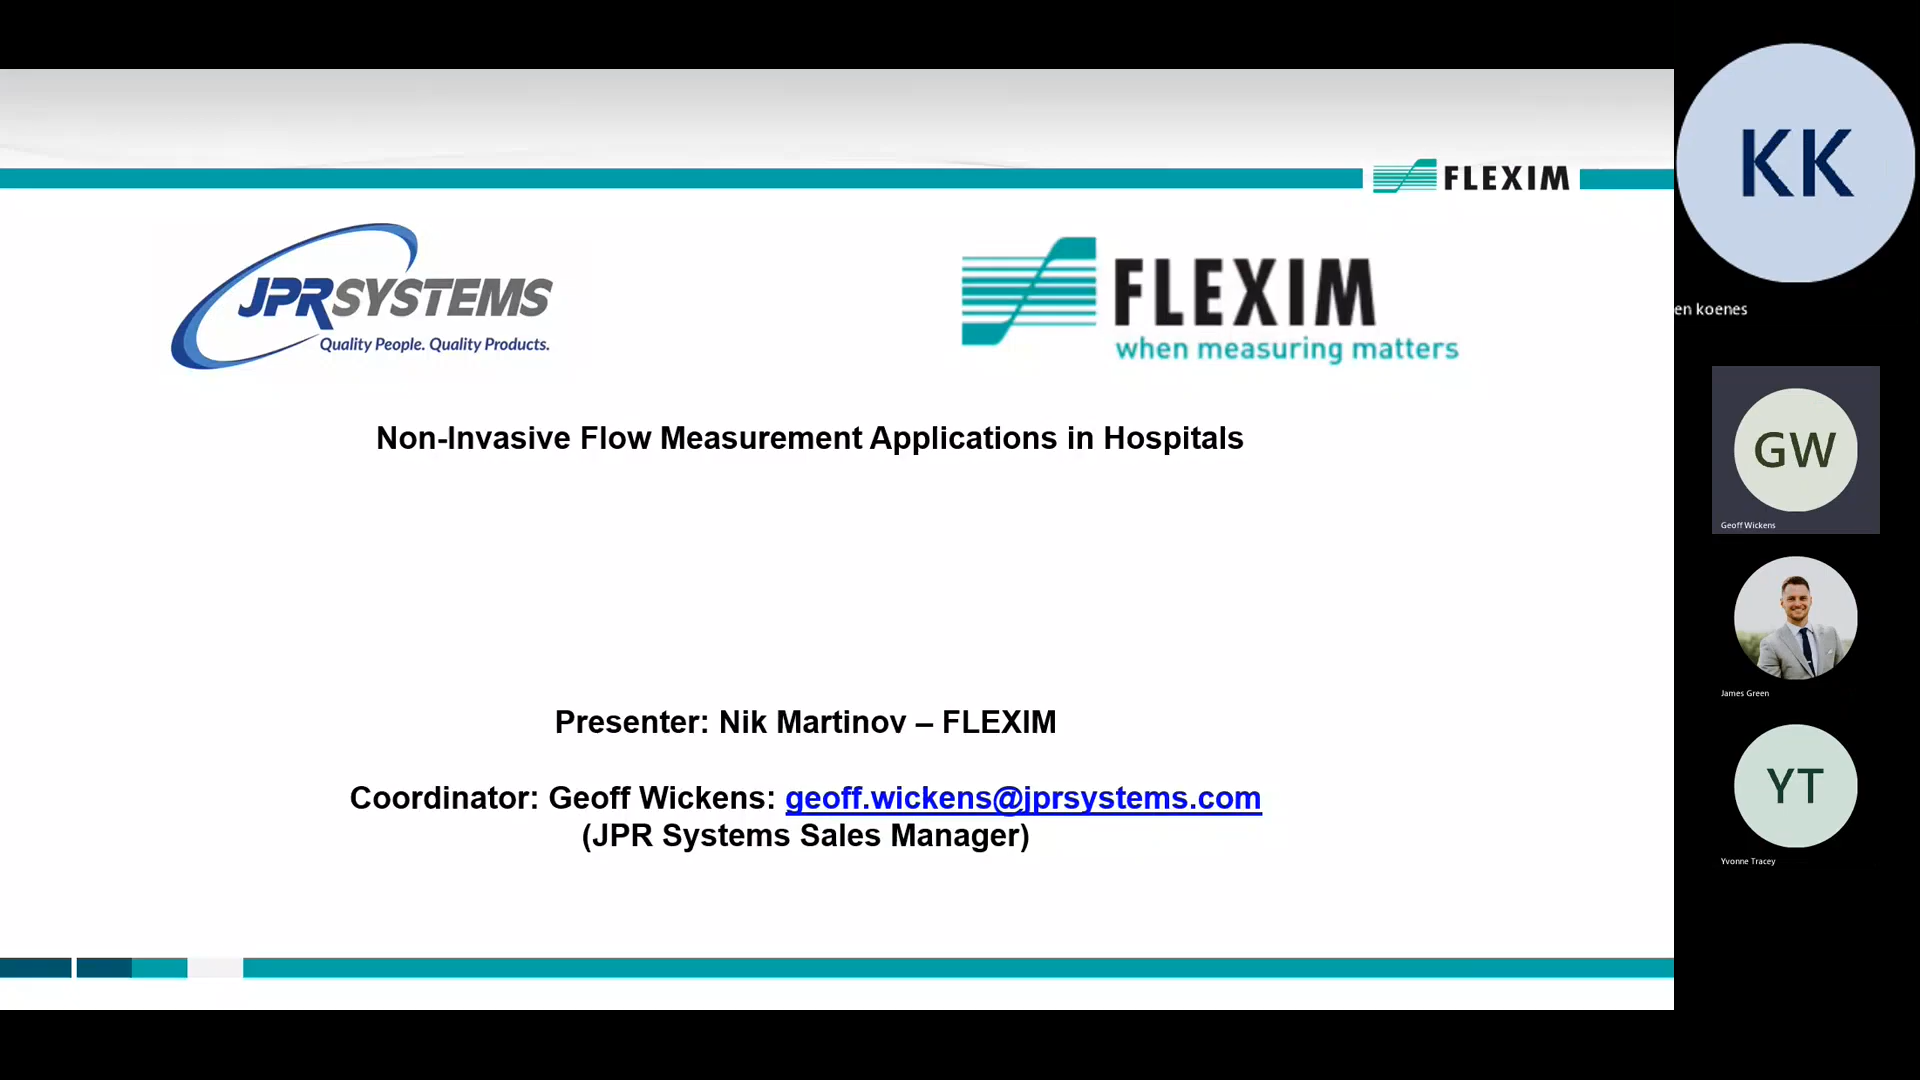 FLEXIM
JPRSYSTEMS
Quality People. Quality Products.
FLEXIM
when measuring matters
Non-Invasive Flow Measurement Applications in Hospitals
Presenter: Nik Martinov – FLEXIM
Coordinator: Geoff Wickens: geoff.wickens@jprsystems.com
(JPR Systems Sales Manager)
KK
en koenes
GW
Geoff Wickens
James Green
YT
Yvonne Tracey